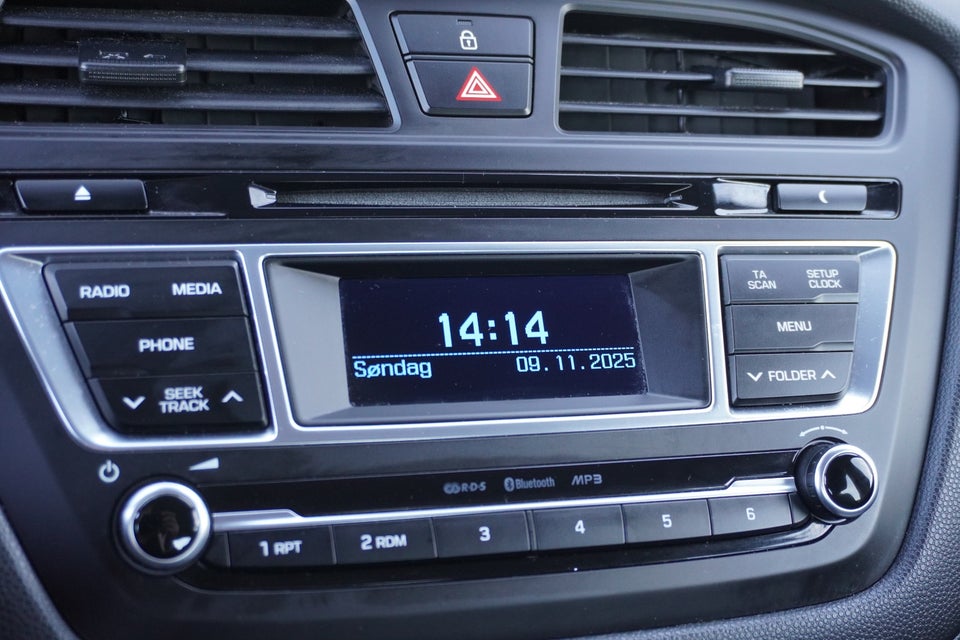 RADIO MEDIA
PHONE
SEEK
TRACK
14:14
Søndag 09.11.2025
TA
SCAN
SETUP
CLOCK
MENU
FOLDER
R·D·S Bluetooth MP3
1 RPT 2 RDM 3 4 5 6